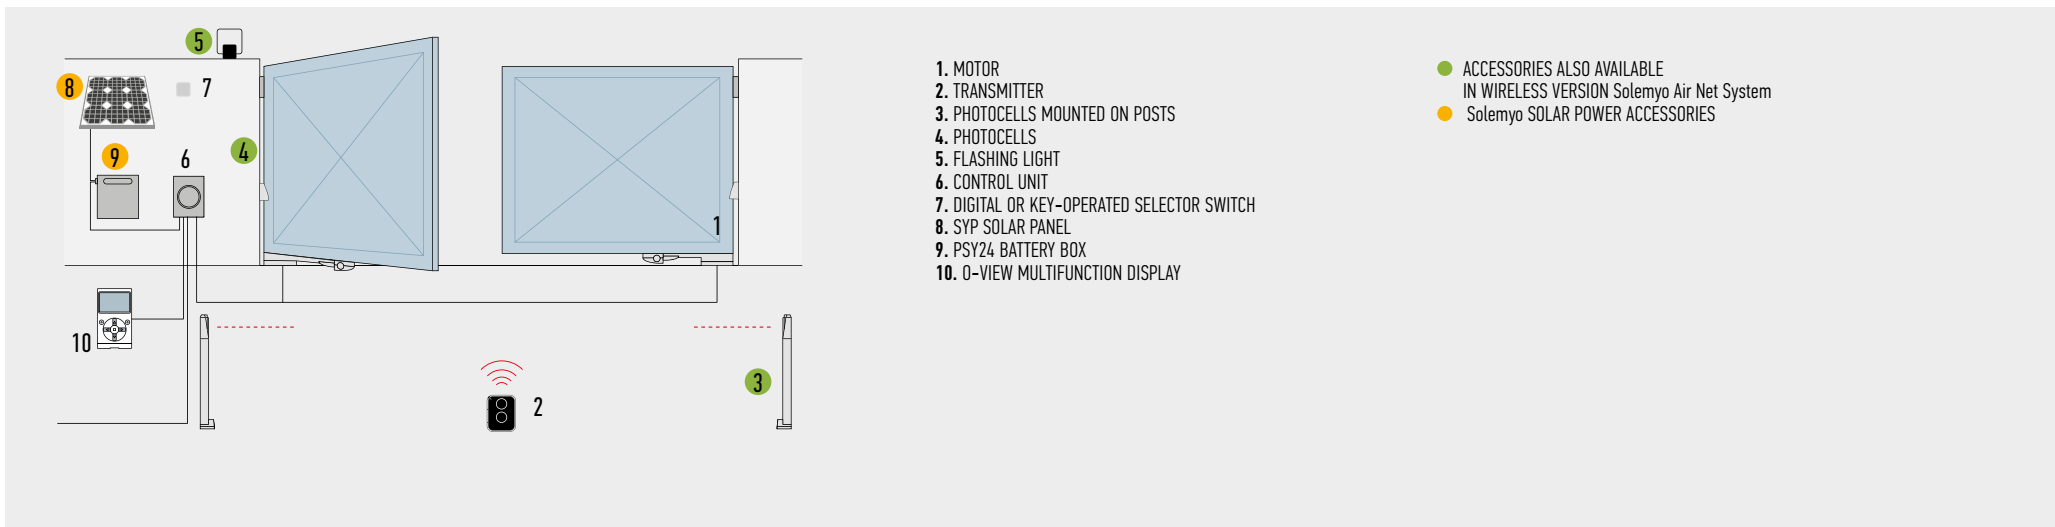 5
8
7
9
6
4
1
10
3
2
1. MOTOR
2. TRANSMITTER
3. PHOTOCELLS MOUNTED ON POSTS
4. PHOTOCELLS
5. FLASHING LIGHT
6. CONTROL UNIT
7. DIGITAL OR KEY-OPERATED SELECTOR SWITCH
8. SYP SOLAR PANEL
9. PSY24 BATTERY BOX
10. O-VIEW MULTIFUNCTION DISPLAY
ACCESSORIES ALSO AVAILABLE
IN WIRELESS VERSION Solemyo Air Net System
Solemyo SOLAR POWER ACCESSORIES